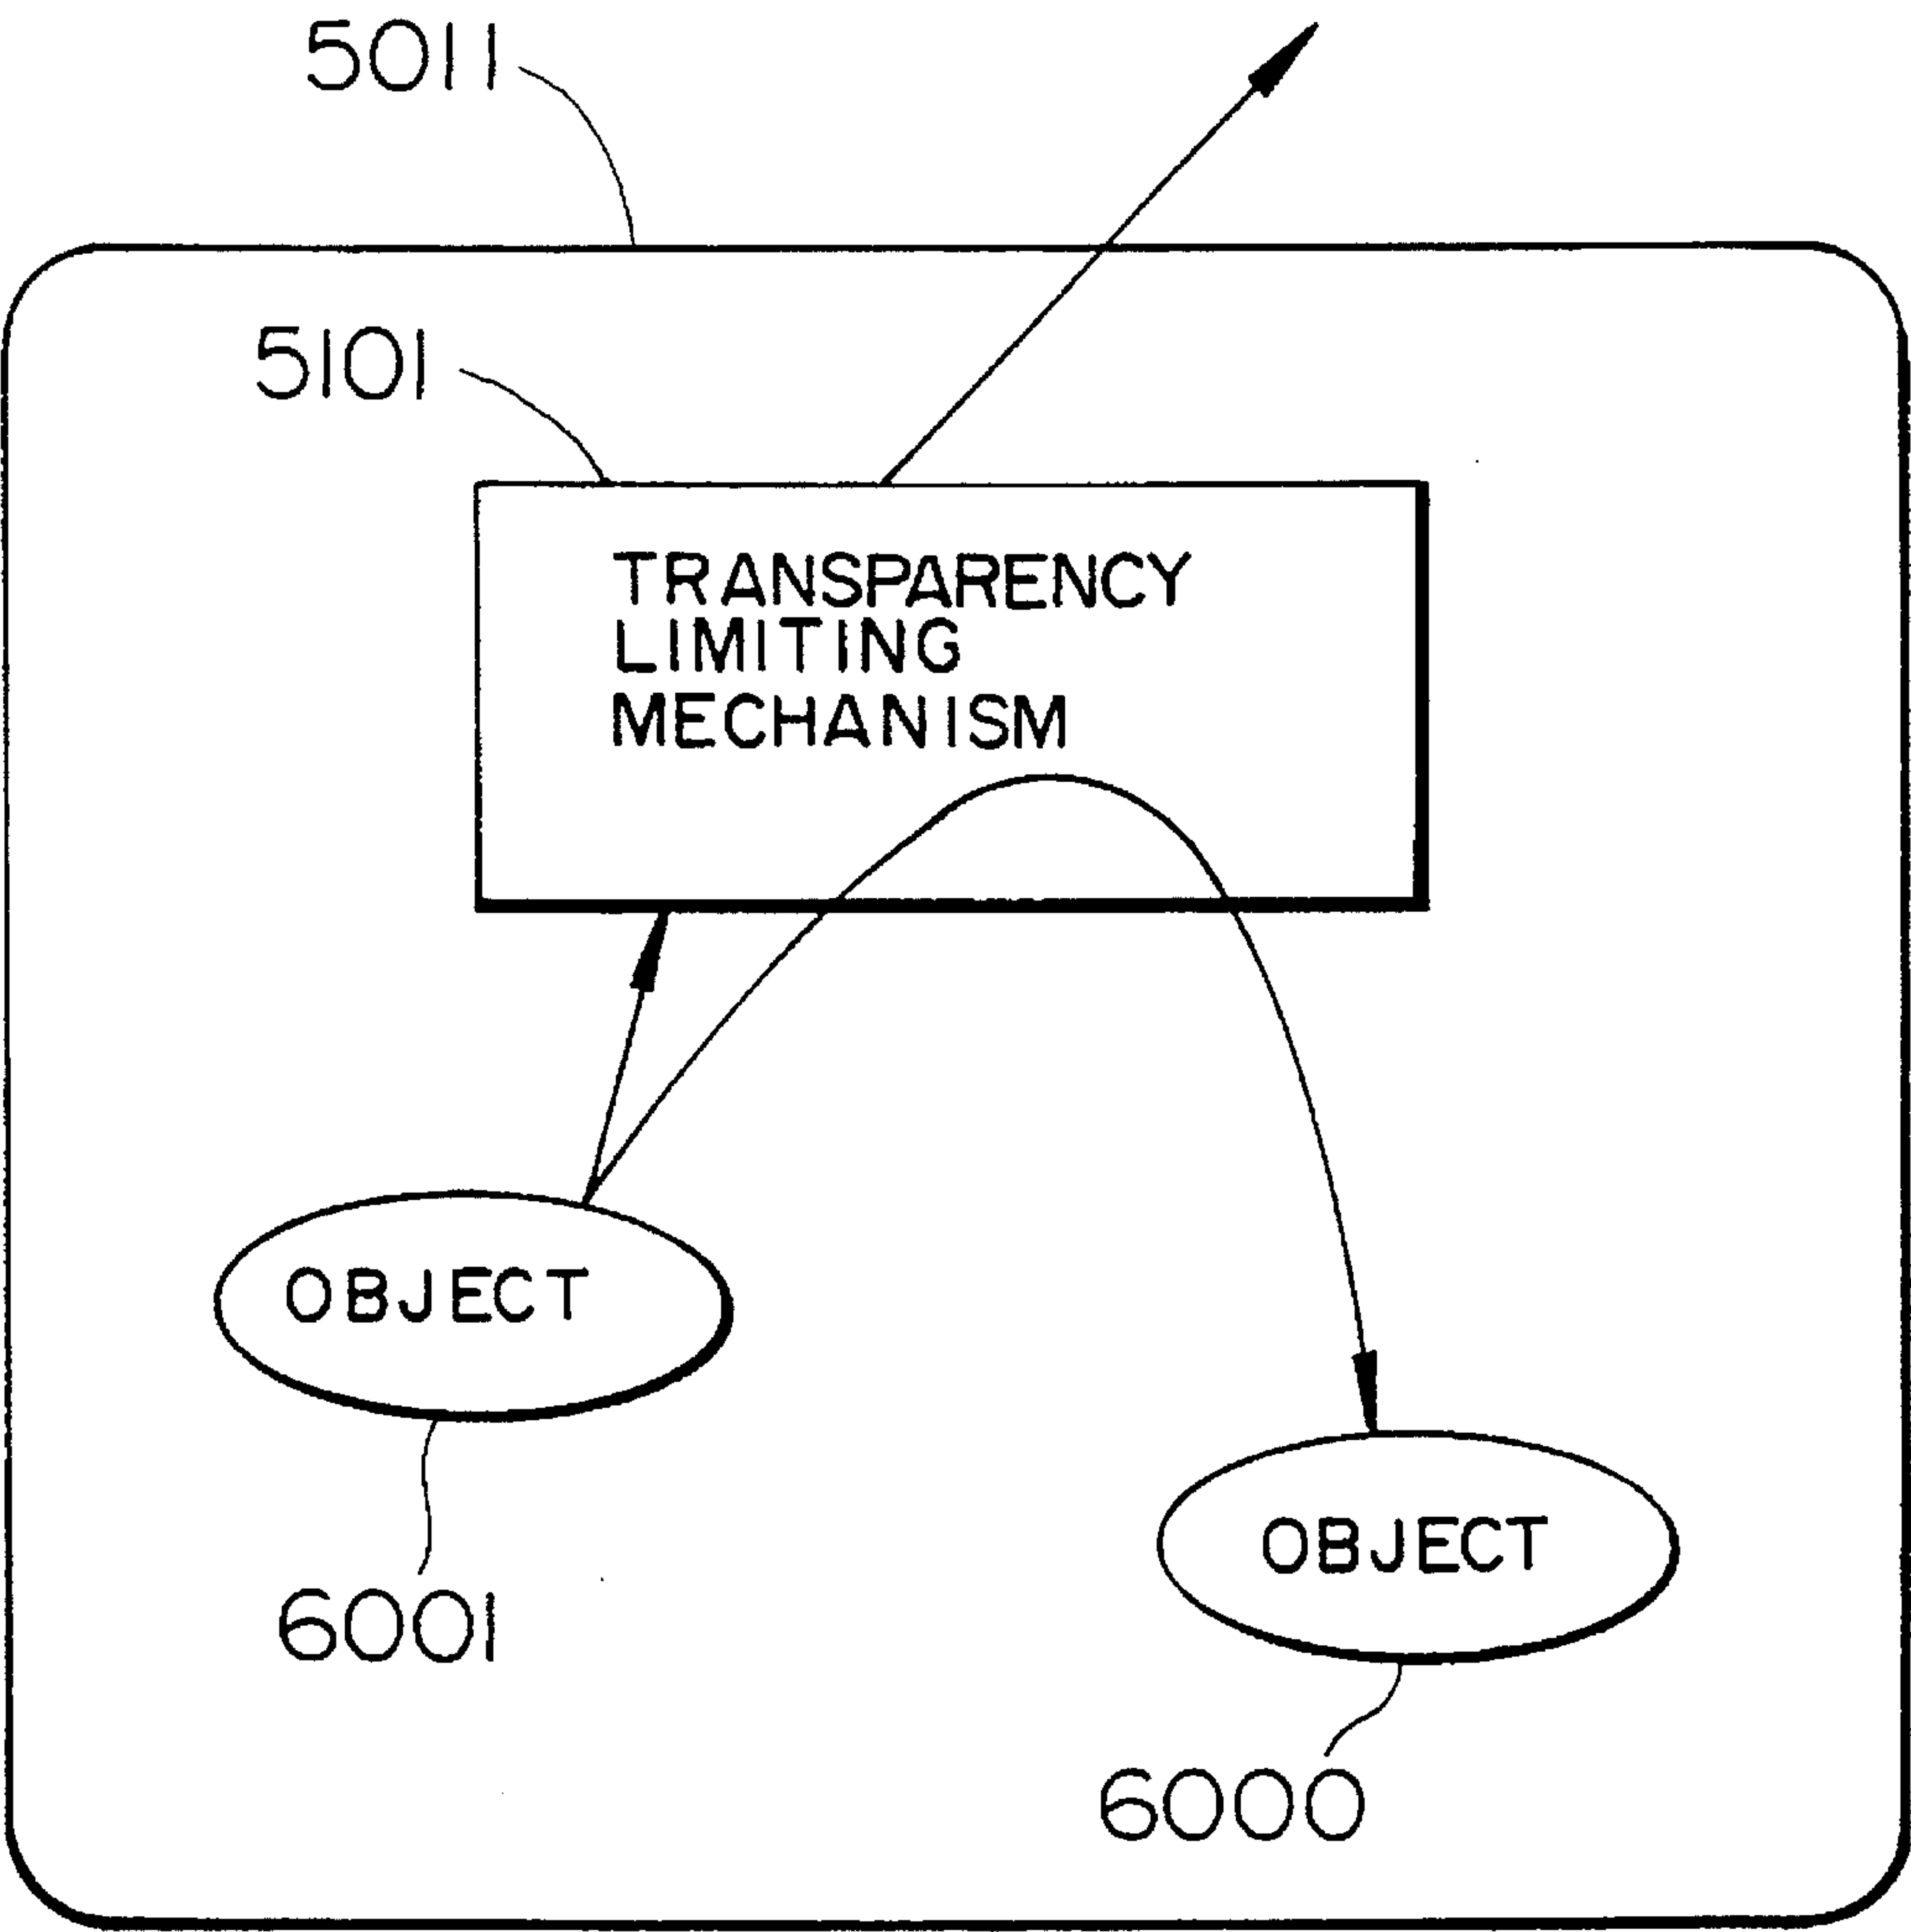 5011
5101
TRANSPARENCY
LIMITING
MECHANISM
OBJECT
OBJECT
6001
6000